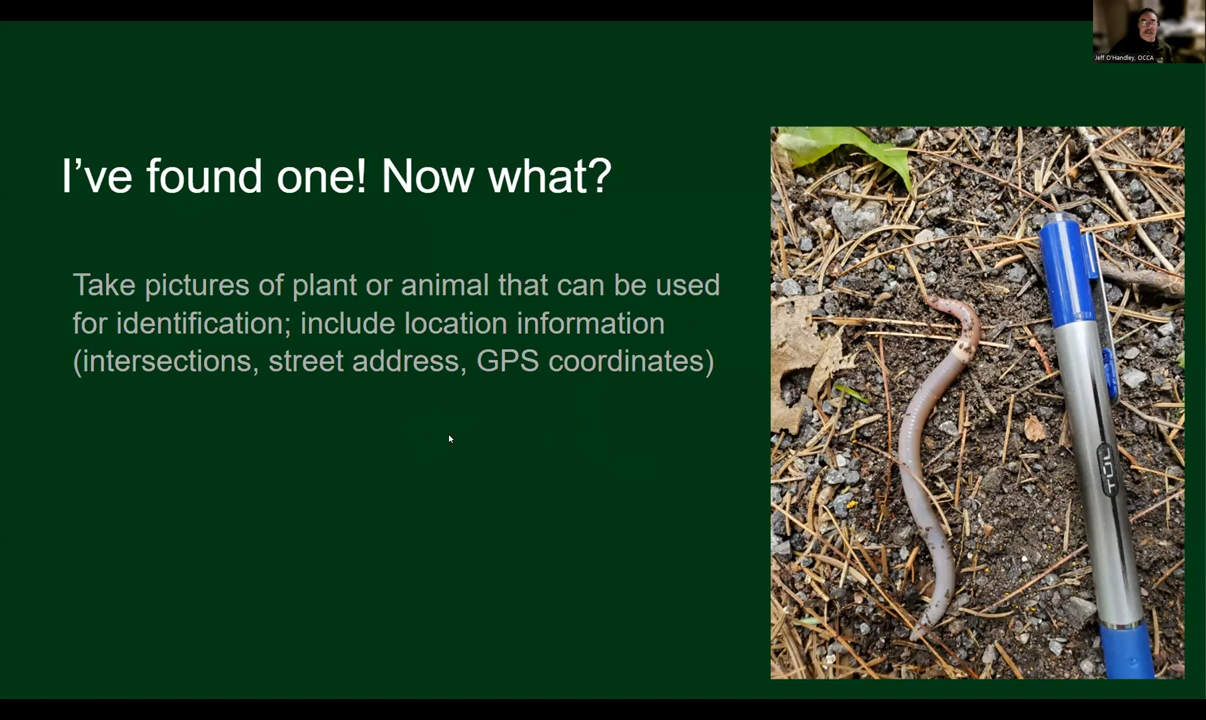 Jeff O'Handley, OCCA
I've found one! Now what?
Take pictures of plant or animal that can be used
for identification; include location information
(intersections, street address, GPS coordinates)
TUL